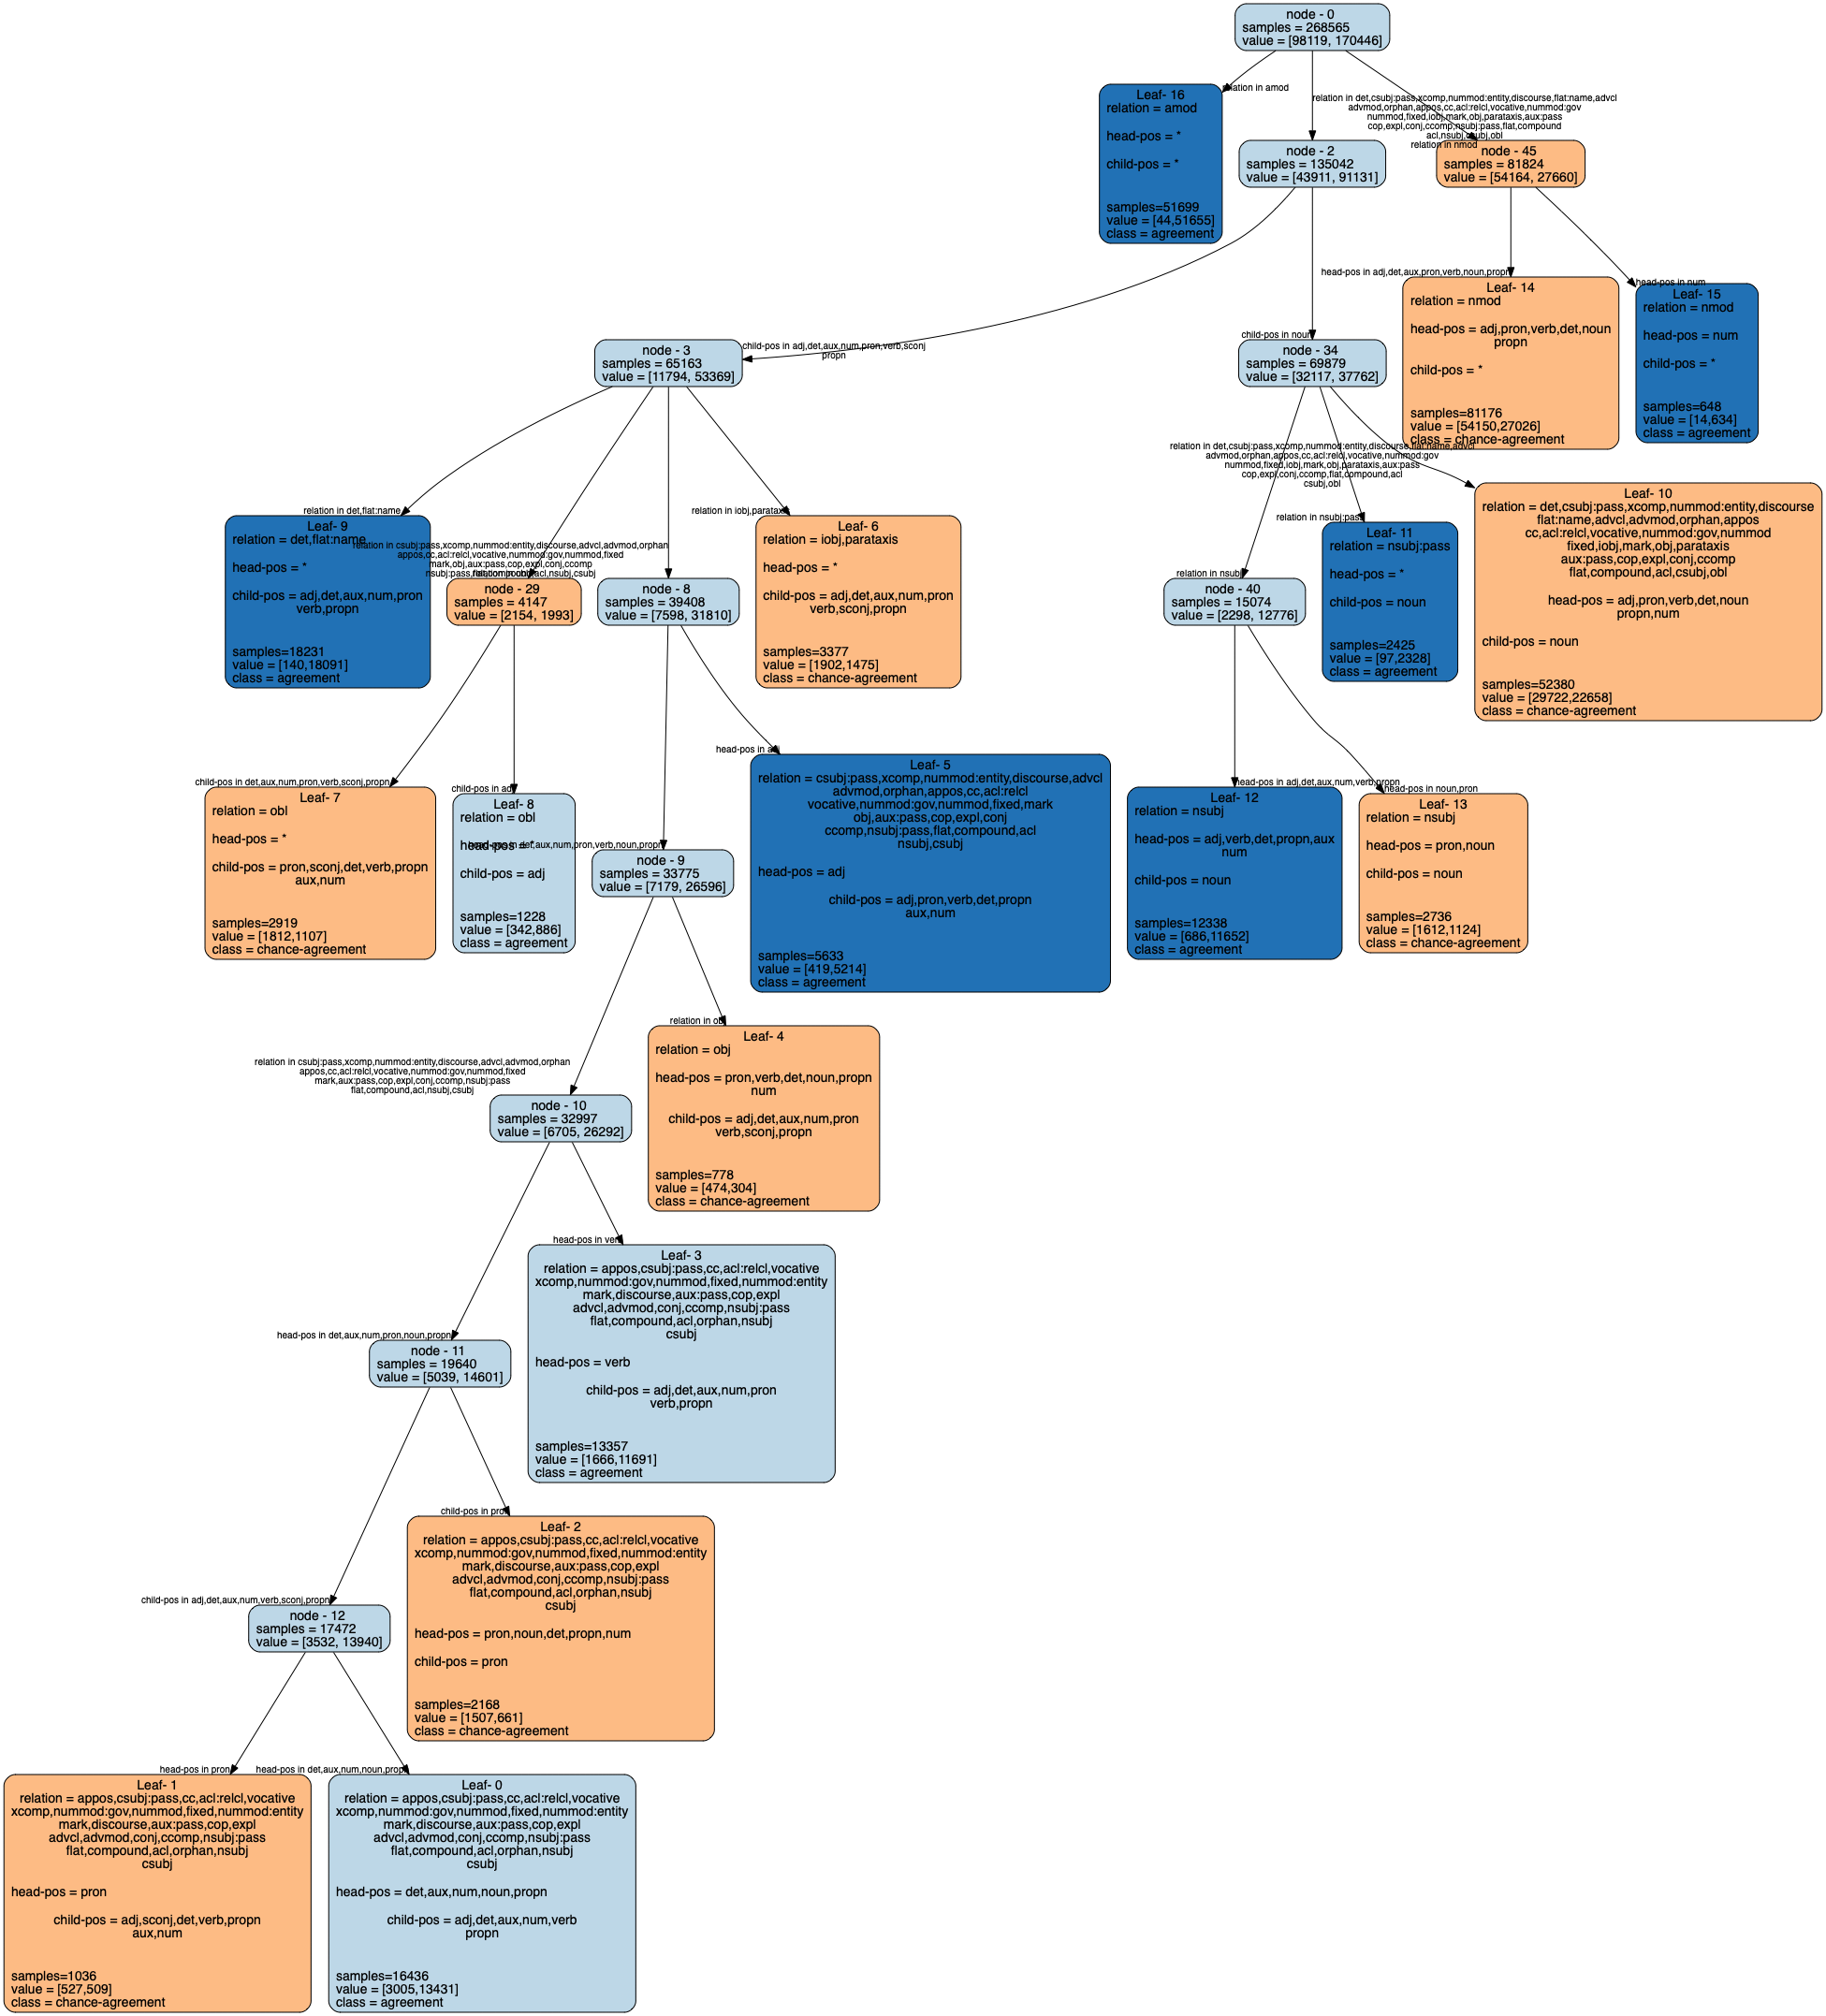 node - 0
samples = 268565
value = [98119, 170446]
relation in amod
relation in det,csubj:pass,xcomp,nummod:entity,discourse,flat:name,advcl
advmod,orphan,appos,cc,acl:relcl,vocative,nummod:gov
nummod,fixed,iobj,mark,obj,parataxis,aux:pass
cop,expl,conj,ccomp,nsubj:pass,flat,compound
acl,nsubj,csubj,obl
relation in nmod
Leaf- 16
relation = amod
head-pos = *
child-pos = *
samples=51699
value = [44,51655]
class = agreement
node - 2
samples = 135042
value = [43911, 91131]
node - 45
samples = 81824
value = [54164, 27660]
head-pos in adj,det,aux,pron,verb,noun,propn
Leaf- 14
relation = nmod
head-pos = adj,pron,verb,det,noun
propn
child-pos = *
samples=81176
value = [54150,27026]
class = chance-agreement
head-pos in num
Leaf- 15
relation = nmod
head-pos = num
child-pos = *
samples=648
value = [14,634]
class = agreement
child-pos in adj,det,aux,num,pron,verb,sconj
propn
node - 3
samples = 65163
value = [11794, 53369]
child-pos in noun
node - 34
samples = 69879
value = [32117, 37762]
relation in det,csubj:pass,xcomp,nummod:entity,discourse,flat:name,advcl
advmod,orphan,appos,cc,acl:relcl,vocative,nummod:gov
nummod,fixed,iobj,mark,obj,parataxis,aux:pass
cop,expl,conj,ccomp,flat,compound,acl
csubj,obl
relation in det,flat:name
Leaf- 9
relation = det,flat:name
head-pos = *
child-pos = adj,det,aux,num,pron
verb,propn
samples=18231
value = [140,18091]
class = agreement
relation in csubj:pass,xcomp,nummod:entity,discourse,advcl,advmod,orphan
appos,cc,acl:relcl,vocative,nummod:gov,nummod,fixed
mark,obj,aux:pass,cop,expl,conj,ccomp
nsubj:pass,flat,compound,acl,nsubj,csubj
node - 29
samples = 4147
value = [2154, 1993]
node - 8
samples = 39408
value = [7598, 31810]
relation in iobj,parataxis
Leaf- 6
relation = iobj,parataxis
head-pos = *
child-pos = adj,det,aux,num,pron
verb,sconj,propn
samples=3377
value = [1902,1475]
class = chance-agreement
relation in nsubj
node - 40
samples = 15074
value = [2298, 12776]
relation in nsubj:pass
Leaf- 11
relation = nsubj:pass
head-pos = *
child-pos = noun
samples=2425
value = [97,2328]
class = agreement
Leaf- 10
relation = det,csubj:pass,xcomp,nummod:entity,discourse
flat:name,advcl,advmod,orphan,appos
cc,acl:relcl,vocative,nummod:gov,nummod
fixed,iobj,mark,obj,parataxis
aux:pass,cop,expl,conj,ccomp
flat,compound,acl,csubj,obl
head-pos = adj,pron,verb,det,noun
propn,num
child-pos = noun
samples=52380
value = [29722,22658]
class = chance-agreement
child-pos in det,aux,num,pron,verb,sconj,propn
Leaf- 7
relation = obl
head-pos = *
child-pos = pron,sconj,det,verb,propn
aux,num
samples=2919
value = [1812,1107]
class = chance-agreement
child-pos in adj
Leaf- 8
relation = obl
head-pos = *
child-pos = adj
samples=1228
value = [342,886]
class = agreement
head-pos in det,aux,num,pron,verb,noun,propn
node - 9
samples = 33775
value = [7179, 26596]
head-pos in adj
Leaf- 5
relation = csubj:pass,xcomp,nummod:entity,discourse,advcl
advmod,orphan,appos,cc,acl:relcl
vocative,nummod:gov,nummod,fixed,mark
obj,aux:pass,cop,expl,conj
ccomp,nsubj:pass,flat,compound,acl
nsubj,csubj
head-pos = adj
child-pos = adj,pron,verb,det,propn
aux,num
samples=5633
value = [419,5214]
class = agreement
head-pos in adj,det,aux,num,verb,propn
Leaf- 12
relation = nsubj
head-pos = adj,verb,det,propn,aux
num
child-pos = noun
samples=12338
value = [686,11652]
class = agreement
head-pos in noun,pron
Leaf- 13
relation = nsubj
head-pos = pron,noun
child-pos = noun
samples=2736
value = [1612,1124]
class = chance-agreement
relation in csubj:pass,xcomp,nummod:entity,discourse,advcl,advmod,orphan
appos,cc,acl:relcl,vocative,nummod:gov,nummod,fixed
mark,aux:pass,cop,expl,conj,ccomp,nsubj:pass
flat,compound,acl,nsubj,csubj
node - 10
samples = 32997
value = [6705, 26292]
relation in obj
Leaf- 4
relation = obj
head-pos = pron,verb,det,noun,propn
num
child-pos = adj,det,aux,num,pron
verb,sconj,propn
samples=778
value = [474,304]
class = chance-agreement
head-pos in det,aux,num,pron,noun,propn
node - 11
samples = 19640
value = [5039, 14601]
head-pos in verb
Leaf- 3
relation = appos,csubj:pass,cc,acl:relcl,vocative
xcomp,nummod:gov,nummod,fixed,nummod:entity
mark,discourse,aux:pass,cop,expl
advcl,advmod,conj,ccomp,nsubj:pass
flat,compound,acl,orphan,nsubj
csubj
head-pos = verb
child-pos = adj,det,aux,num,pron
verb,propn
samples=13357
value = [1666,11691]
class = agreement
child-pos in adj,det,aux,num,verb,sconj,propn
node - 12
samples = 17472
value = [3532, 13940]
child-pos in pron
Leaf- 2
relation = appos,csubj:pass,cc,acl:relcl,vocative
xcomp,nummod:gov,nummod,fixed,nummod:entity
mark,discourse,aux:pass,cop,expl
advcl,advmod,conj,ccomp,nsubj:pass
flat,compound,acl,orphan,nsubj
csubj
head-pos = pron,noun,det,propn,num
child-pos = pron
samples=2168
value = [1507,661]
class = chance-agreement
head-pos in pron
Leaf- 1
relation = appos,csubj:pass,cc,acl:relcl,vocative
xcomp,nummod:gov,nummod,fixed,nummod:entity
mark,discourse,aux:pass,cop,expl
advcl,advmod,conj,ccomp,nsubj:pass
flat,compound,acl,orphan,nsubj
csubj
head-pos = pron
child-pos = adj,sconj,det,verb,propn
aux,num
samples=1036
value = [527,509]
class = chance-agreement
head-pos in det,aux,num,noun,propn
Leaf- 0
relation = appos,csubj:pass,cc,acl:relcl,vocative
xcomp,nummod:gov,nummod,fixed,nummod:entity
mark,discourse,aux:pass,cop,expl
advcl,advmod,conj,ccomp,nsubj:pass
flat,compound,acl,orphan,nsubj
csubj
head-pos = det,aux,num,noun,propn
child-pos = adj,det,aux,num,verb
propn
samples=16436
value = [3005,13431]
class = agreement